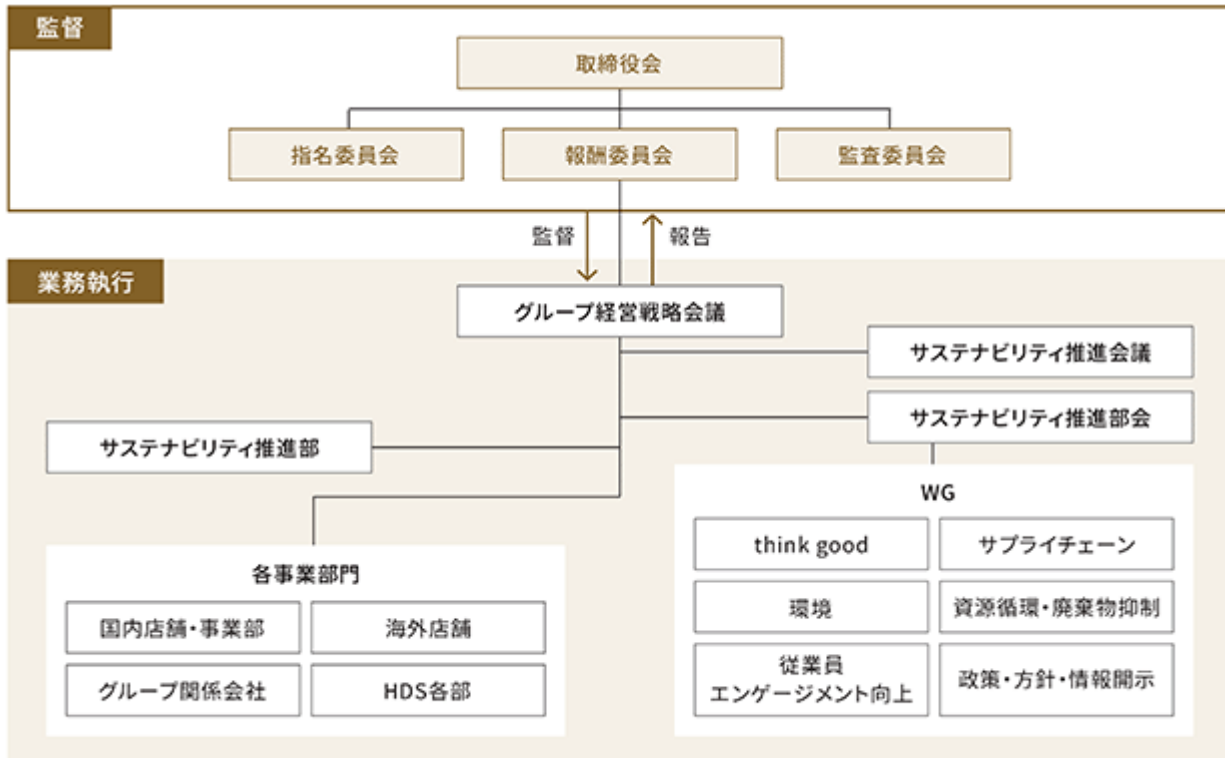 監督
取締役会
指名委員会
報酬委員会
監査委員会
監督
報告
業務執行
グループ経営戦略会議
サステナビリティ推進会議
サステナビリティ推進部会
サステナビリティ推進部
WG
think good
サプライチェーン
環境
資源循環・廃棄物抑制
従業員
エンゲージメント向上
政策・方針・情報開示
各事業部門
国内店舗・事業部
海外店舗
グループ関係会社
HDS各部